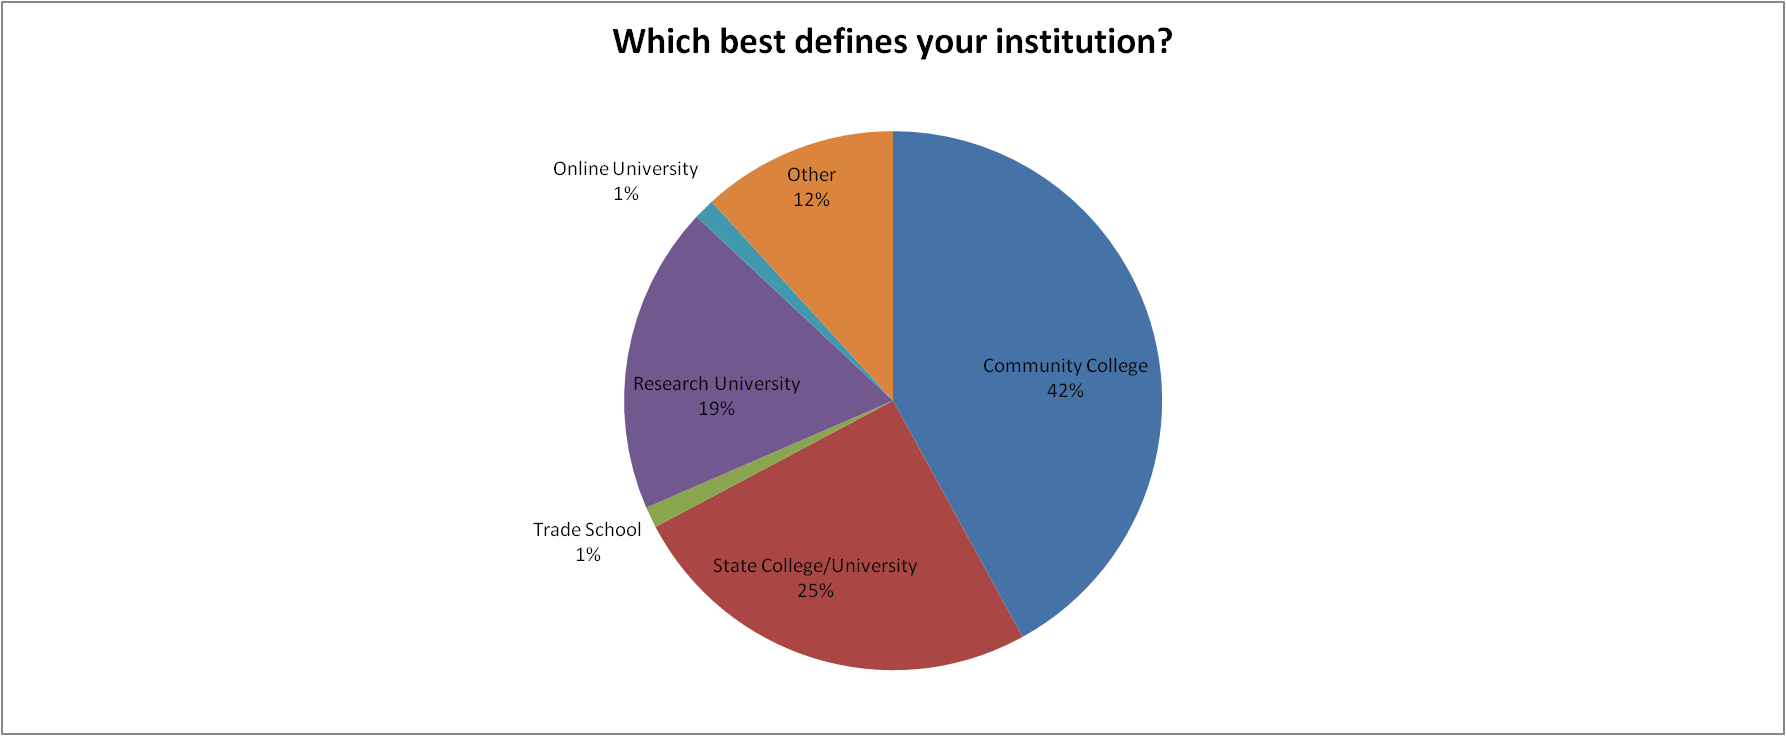 Which best defines your institution?
Online University
1%
Other
12%
Community College
42%
Research University
19%
Trade School
1%
State College/University
25%